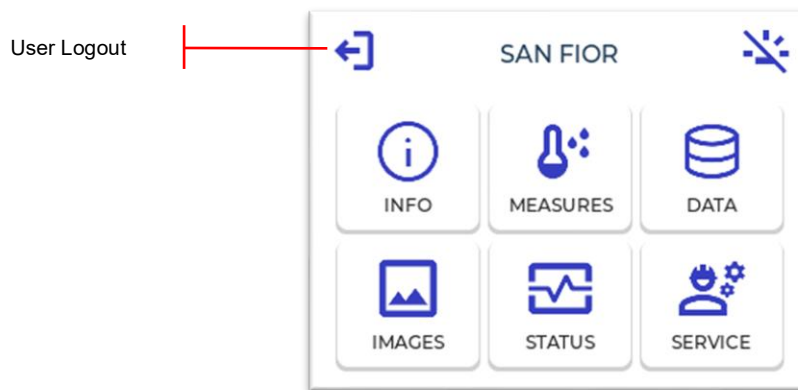 User Logout
SAN FIOR
INFO
MEASURES
DATA
IMAGES
STATUS
SERVICE